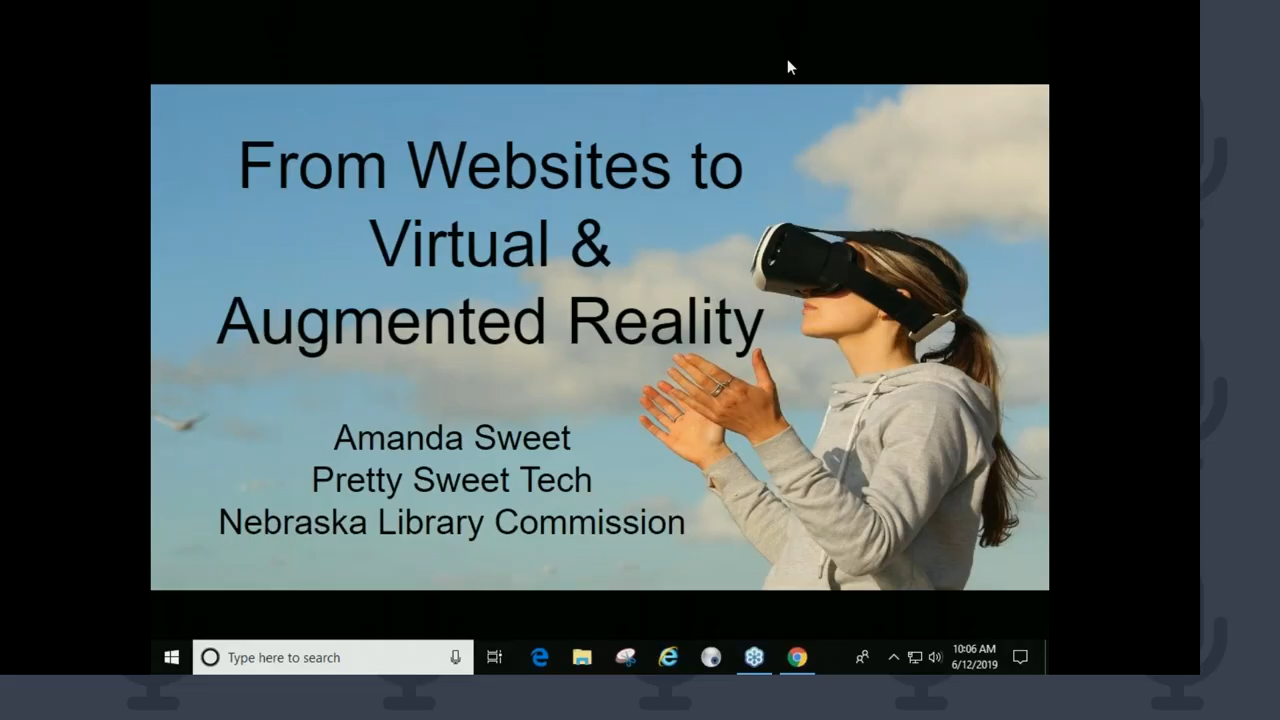 From Websites to
Virtual &
Augmented Reality
Amanda Sweet
Pretty Sweet Tech
Nebraska Library Commission
Type here to search
10:06 AM
6/12/2019